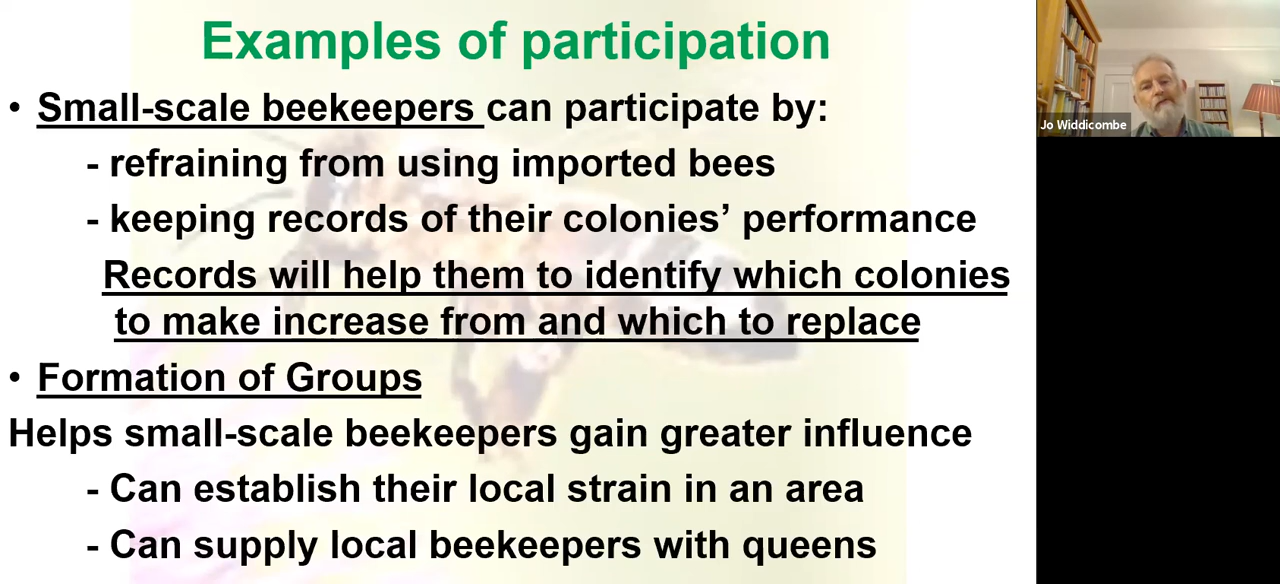 Examples of participation
• Small-scale beekeepers can participate by:
- refraining from using imported bees
- keeping records of their colonies’ performance
Records will help them to identify which colonies
to make increase from and which to replace
• Formation of Groups
Helps small-scale beekeepers gain greater influence
- Can establish their local strain in an area
- Can supply local beekeepers with queens
Jo Widdicombe